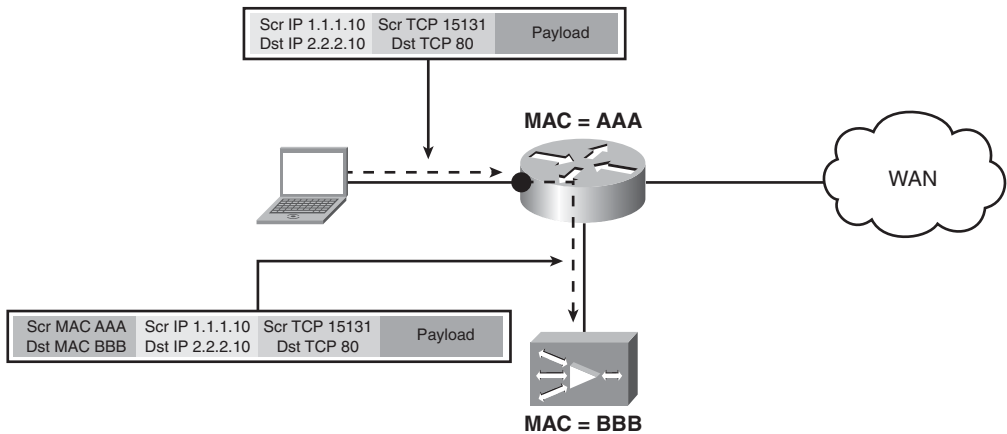 Scr IP 1.1.1.10 Scr TCP 15131
Dst IP 2.2.2.10 Dst TCP 80
Payload
MAC = AAA
WAN
Scr MAC AAA Scr IP 1.1.1.10 Scr TCP 15131
Dst MAC BBB Dst IP 2.2.2.10 Dst TCP 80
Payload
MAC = BBB